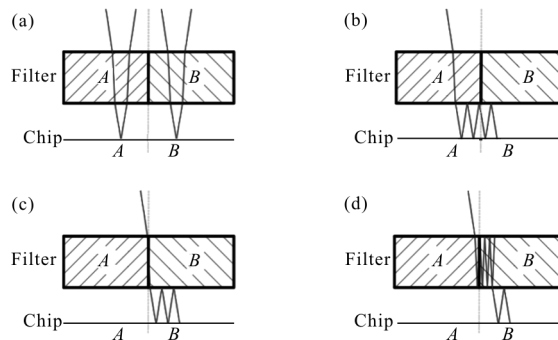 (a)
(b)
Filter A B
Filter A B
Chip
Chip
A B
A B
(c)
(d)
Filter A B
Filter A B
Chip
Chip
A B
A B